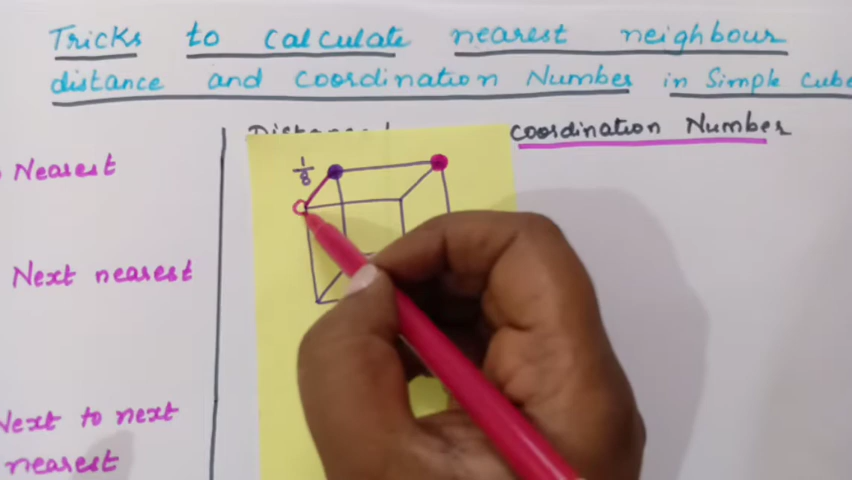 Tricks to calculate nearest neighbour
distance and coordination Number in Simple Cube
coordination Number
Nearest
1/8
Next nearest
Next to next
nearest